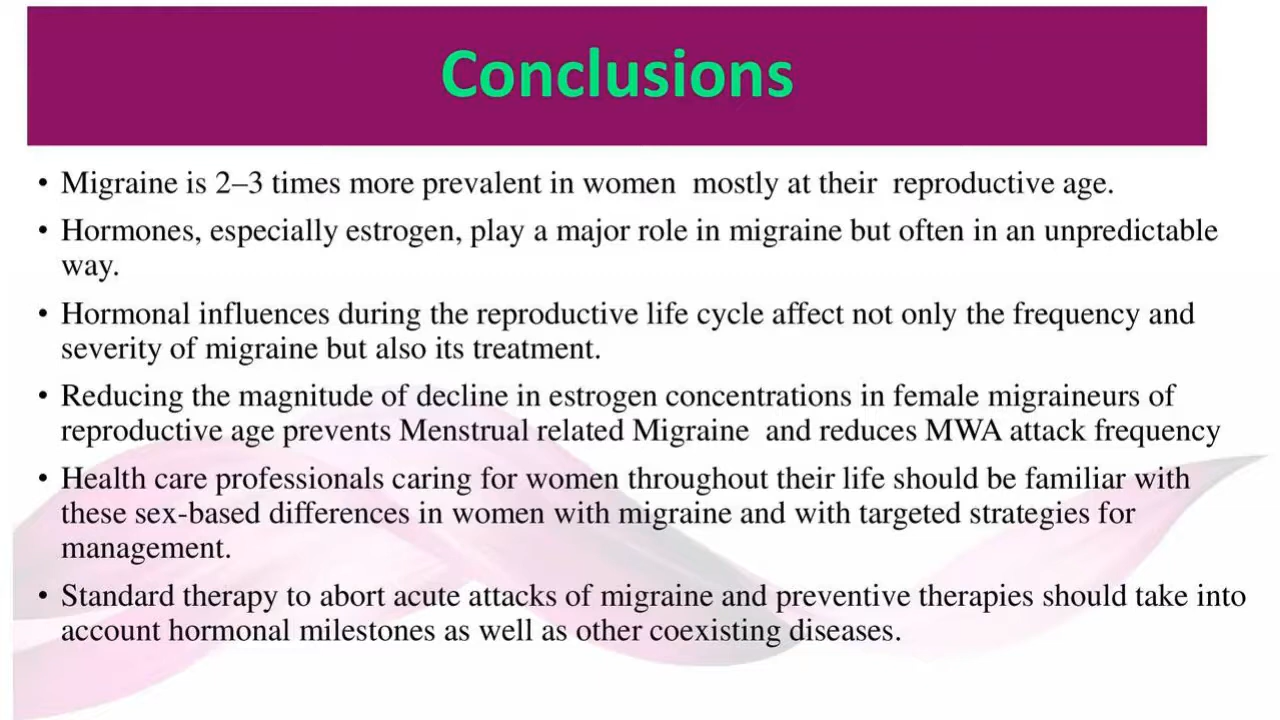 Conclusions
• Migraine is 2–3 times more prevalent in women mostly at their reproductive age.
• Hormones, especially estrogen, play a major role in migraine but often in an unpredictable
way.
• Hormonal influences during the reproductive life cycle affect not only the frequency and
severity of migraine but also its treatment.
• Reducing the magnitude of decline in estrogen concentrations in female migraineurs of
reproductive age prevents Menstrual related Migraine and reduces MWA attack frequency
• Health care professionals caring for women throughout their life should be familiar with
these sex-based differences in women with migraine and with targeted strategies for
management.
• Standard therapy to abort acute attacks of migraine and preventive therapies should take into
account hormonal milestones as well as other coexisting diseases.